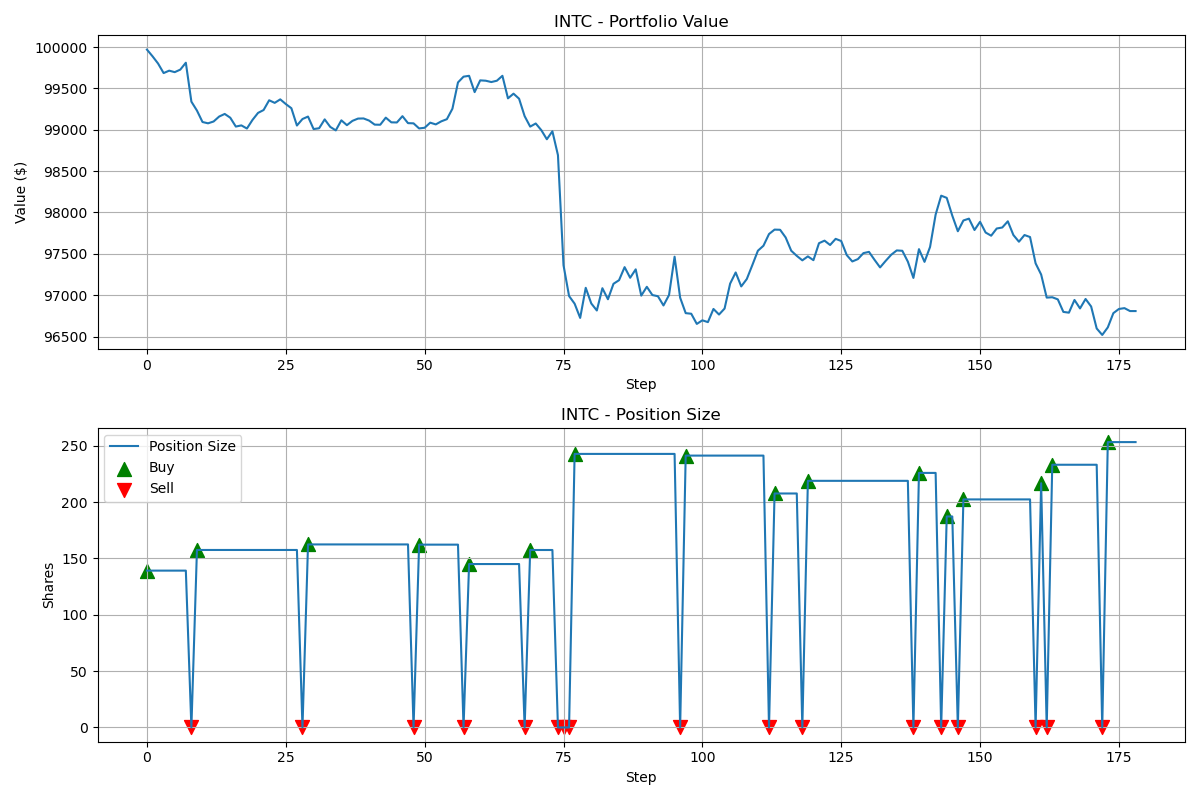 INTC - Portfolio Value
Value ($)
100000
99500
99000
98500
98000
97500
97000
96500
0 25 50 75 100 125 150 175
Step
INTC - Position Size
Shares
250
200
150
100
50
0
Position Size
Buy
Sell
0 25 50 75 100 125 150 175
Step